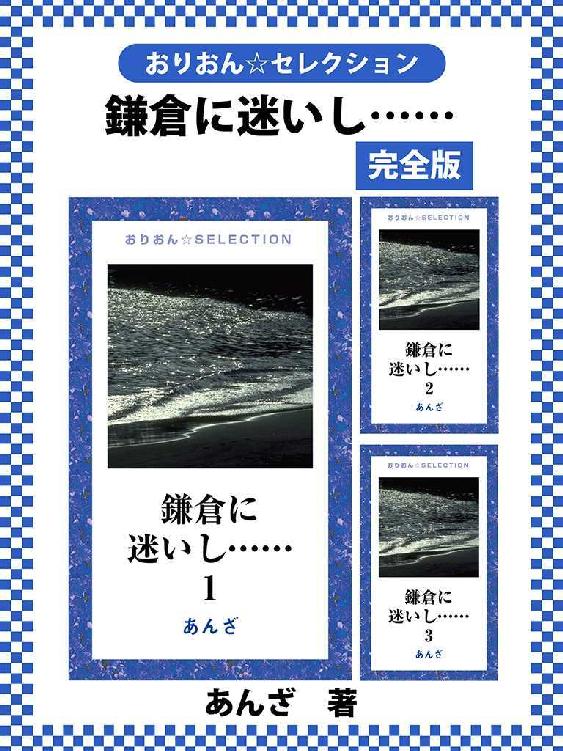 おりおん☆セレクション
鎌倉に迷いし……
完全版
おりおん☆SELECTION
鎌倉に
迷いし……
1
あんざ
おりおん☆SELECTION
鎌倉に
迷いし……
2
あんざ
おりおん☆SELECTION
鎌倉に
迷いし……
3
あんざ
あんざ 著